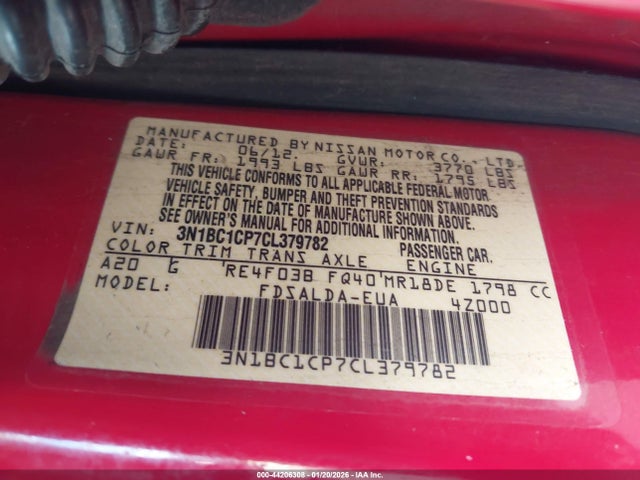 MANUFACTURED BY NISSAN MOTOR CO., LTD.
DATE: 06/12. GVWR: 3770 LBS
GAWR FR: 1993 LBS GAWR RR: 1795 LBS
THIS VEHICLE CONFORMS TO ALL APPLICABLE FEDERAL MOTOR
VEHICLE SAFETY, BUMPER AND THEFT PREVENTION STANDARDS
IN EFFECT ON THE DATE OF MANUFACTURE SHOWN ABOVE.
SEE OWNER'S MANUAL FOR ADDITIONAL INFORMATION.
VIN: 3N1BC1CP7CL379782 PASSENGER CAR.
COLOR TRIM TRANS AXLE ENGINE
A20 G RE4F03B FQ40 MR18DE 1798 CC
MODEL: FDSALDA-EUA 4Z000
3N1BC1CP7CL379782
000-44206308 - 01/20/2026 - IAA Inc.